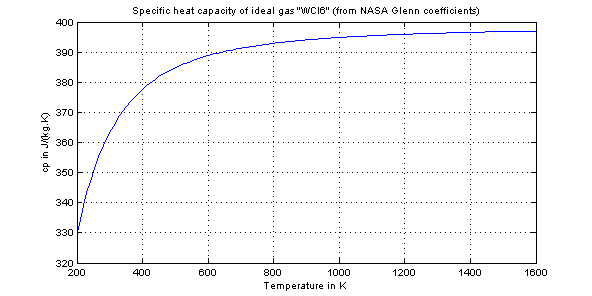 Specific heat capacity of ideal gas "WCl6" (from NASA Glenn coefficients)
400
390
380
370
360
350
340
330
320
cp in J/(kg.K)
200 400 600 800 1000 1200 1400 1600
Temperature in K